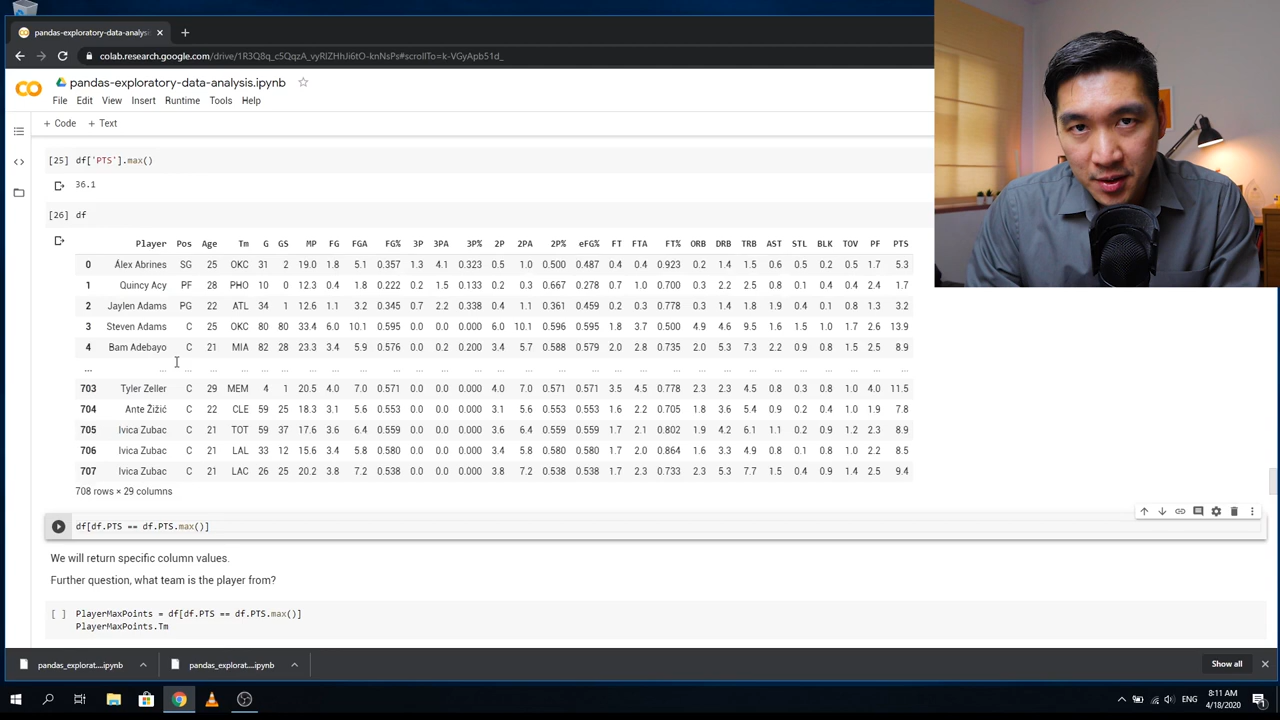 pandas-exploratory-data-analysis
colab.research.google.com/drive/1R3Q8q_c5QqzA_vyRIZHhJi6tO-knNsPs#scrollTo=k-VGyApb51d_
pandas-exploratory-data-analysis.ipynb
File Edit View Insert Runtime Tools Help
+ Code + Text
[25] df['PTS'].max()
36.1
[26] df
Player Pos Age Tm G GS MP FG FGA FG% 3P 3PA 3P% 2P 2PA 2P% eFG% FT FTA FT% ORB DRB TRB AST STL BLK TOV PF PTS
0 Álex Abrines SG 25 OKC 31 2 19.0 1.8 5.1 0.357 1.3 4.1 0.323 0.5 1.0 0.500 0.487 0.4 0.4 0.923 0.2 1.4 1.5 0.6 0.5 0.2 0.5 1.7 5.3
1 Quincy Acy PF 28 PHO 10 0 12.3 0.4 1.8 0.222 0.2 1.5 0.133 0.2 0.3 0.667 0.278 0.7 1.0 0.700 0.3 2.2 2.5 0.8 0.1 0.4 0.4 2.4 1.7
2 Jaylen Adams PG 22 ATL 34 1 12.6 1.1 3.2 0.345 0.7 2.2 0.338 0.4 1.1 0.361 0.459 0.2 0.3 0.778 0.3 1.4 1.8 1.9 0.4 0.1 0.8 1.3 3.2
3 Steven Adams C 25 OKC 80 80 33.4 6.0 10.1 0.595 0.0 0.0 0.000 6.0 10.1 0.596 0.595 1.8 3.7 0.500 4.9 4.6 9.5 1.6 1.5 1.0 1.7 2.6 13.9
4 Bam Adebayo C 21 MIA 82 28 23.3 3.4 5.9 0.576 0.0 0.2 0.200 3.4 5.7 0.588 0.579 2.0 2.8 0.735 2.0 5.3 7.3 2.2 0.9 0.8 1.5 2.5 8.9
... ... ... ... ... ... ... ... ... ... ... ... ... ... ... ... ... ... ... ... ... ... ... ... ... ... ... ... ... ...
703 Tyler Zeller C 29 MEM 4 1 20.5 4.0 7.0 0.571 0.0 0.0 0.000 4.0 7.0 0.571 0.571 3.5 4.5 0.778 2.3 2.3 4.5 0.8 0.3 0.8 1.0 4.0 11.5
704 Ante Žižić C 22 CLE 59 25 18.3 3.1 5.6 0.553 0.0 0.0 0.000 3.1 5.6 0.553 0.553 1.6 2.2 0.705 1.8 3.6 5.4 0.9 0.2 0.4 1.0 1.9 7.8
705 Ivica Zubac C 21 TOT 59 37 17.6 3.6 6.4 0.559 0.0 0.0 0.000 3.6 6.4 0.559 0.559 1.7 2.1 0.802 1.9 4.2 6.1 1.1 0.2 0.9 1.2 2.3 8.9
706 Ivica Zubac C 21 LAL 33 12 15.6 3.4 5.8 0.580 0.0 0.0 0.000 3.4 5.8 0.580 0.580 1.7 2.0 0.864 1.6 3.3 4.9 0.8 0.1 0.8 1.0 2.2 8.5
707 Ivica Zubac C 21 LAC 26 25 20.2 3.8 7.2 0.538 0.0 0.0 0.000 3.8 7.2 0.538 0.538 1.7 2.3 0.733 2.3 5.3 7.7 1.5 0.4 0.9 1.4 2.5 9.4
708 rows × 29 columns
df[df.PTS == df.PTS.max()]
We will return specific column values.
Further question, what team is the player from?
[ ] PlayerMaxPoints = df[df.PTS == df.PTS.max()]
PlayerMaxPoints.Tm
pandas_explorat....ipynb pandas_explorat....ipynb Show all
ENG 8:11 AM
4/18/2020